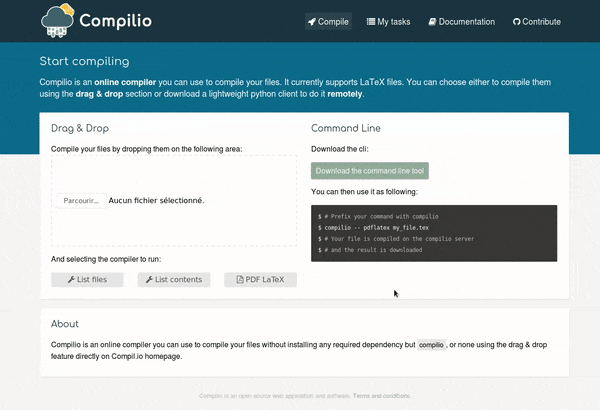 Compilio
Compile My tasks Documentation Contribute
Start compiling
Compilio is an online compiler you can use to compile your files. It currently supports LaTeX files. You can choose either to compile them
using the drag & drop section or download a lightweight python client to do it remotely.
Drag & Drop
Compile your files by dropping them on the following area:
Parcourir... Aucun fichier sélectionné.
And selecting the compiler to run:
List files List contents PDF LaTeX
Command Line
Download the cli:
Download the command line tool
You can then use it as following:
$ # Prefix your command with compilio
$ compilio -- pdflatex my_file.tex
$ # Your file is compiled on the compilio server
$ # and the result is downloaded
About
Compilio is an online compiler you can use to compile your files without installing any required dependency but compilio, or none using the drag & drop
feature directly on Compil.io homepage.
Compilio is an open-source web application and software. Terms and conditions.